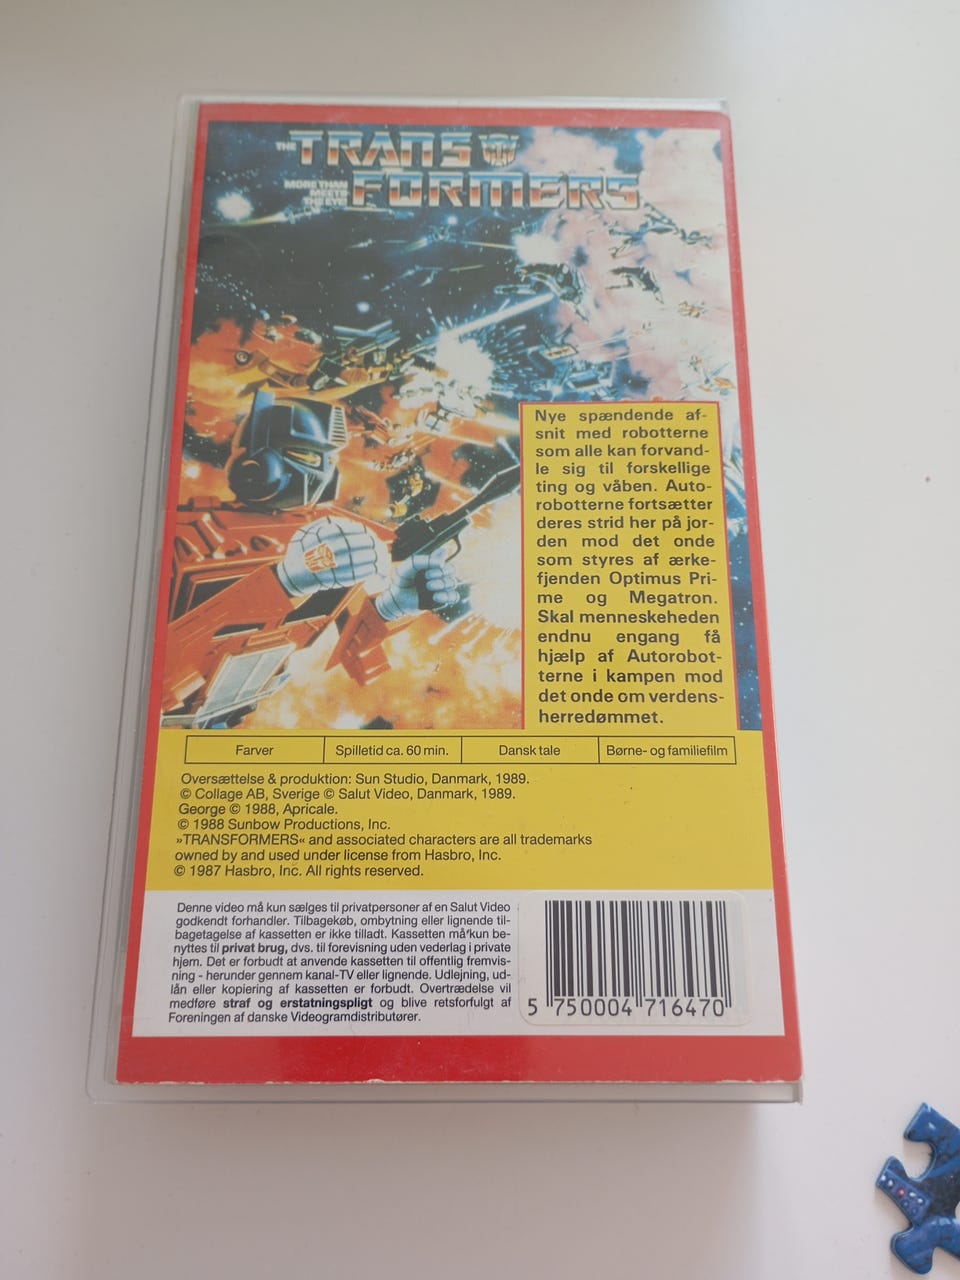 THE TRANS
FORMERS
MORE THAN
MEETS
THE EYE!
Nye spændende af-
snit med robotterne
som alle kan forvand-
le sig til forskellige
ting og våben. Auto-
robotterne fortsætter
deres strid her på jor-
den mod det onde
som styres af ærke-
fjenden Optimus Pri-
me og Megatron.
Skal menneskeheden
endnu engang få
hjælp af Autorobot-
terne i kampen mod
det onde om verdens-
herredømmet.
Farver Spilletid ca. 60 min. Dansk tale Børne- og familiefilm
Oversættelse & produktion: Sun Studio, Danmark, 1989.
© Collage AB, Sverige © Salut Video, Danmark, 1989.
George © 1988, Apricale.
© 1988 Sunbow Productions, Inc.
»TRANSFORMERS« and associated characters are all trademarks
owned by and used under license from Hasbro, Inc.
© 1987 Hasbro, Inc. All rights reserved.
Denne video må kun sælges til privatpersoner af en Salut Video
godkendt forhandler. Tilbagekøb, ombytning eller lignende til-
bagetagelse af kassetten er ikke tilladt. Kassetten må kun be-
nyttes til privat brug, dvs. til forevisning uden vederlag i private
hjem. Det er forbudt at anvende kassetten til offentlig fremvis-
ning - herunder gennem kanal-TV eller lignende. Udlejning, ud-
lån eller kopiering af kassetten er forbudt. Overtrædelse vil
medføre straf og erstatningspligt og blive retsforfulgt af
Foreningen af danske Videogramdistributører.
5 750004 716470